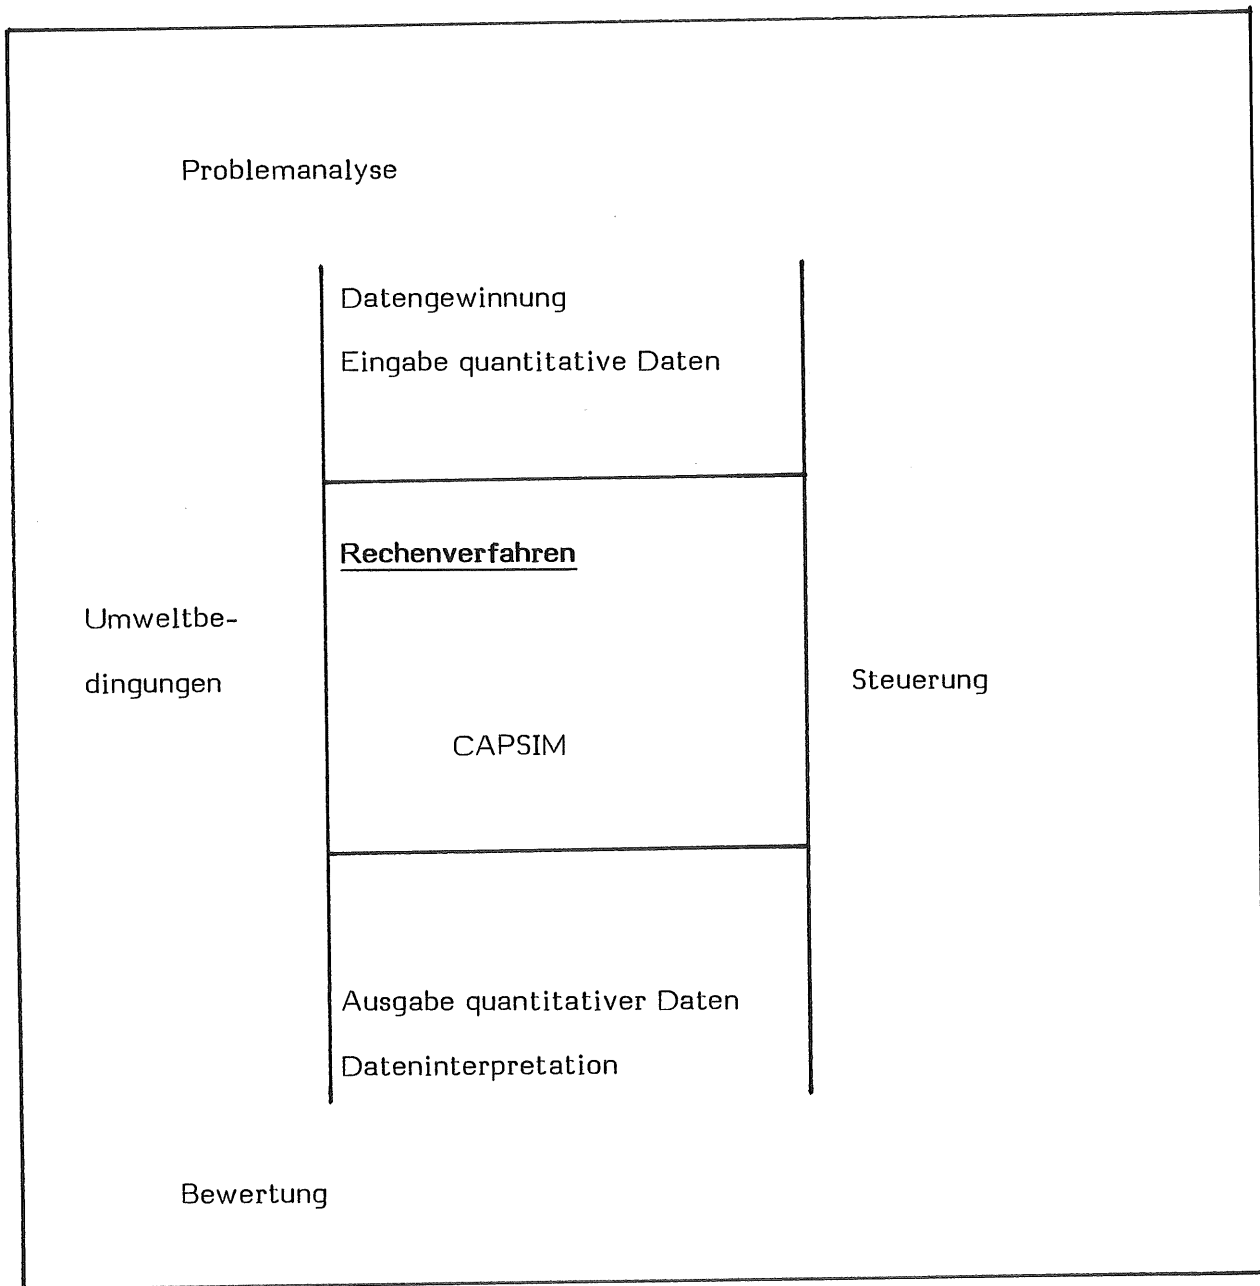 Problemanalyse
Datengewinnung
Eingabe quantitative Daten
Rechenverfahren
Umweltbe-
dingungen
Steuerung
CAPSIM
Ausgabe quantitativer Daten
Dateninterpretation
Bewertung